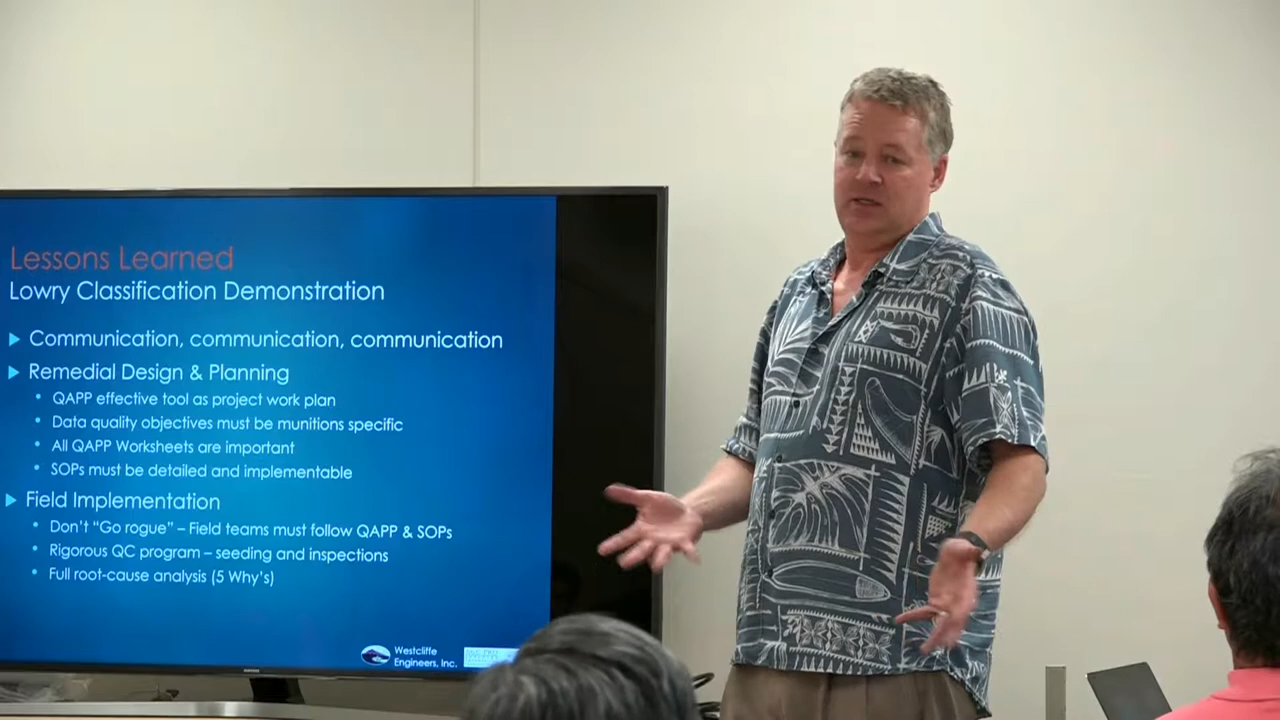 Lessons Learned
Lowry Classification Demonstration
Communication, communication, communication
Remedial Design & Planning
QAPP effective tool as project work plan
Data quality objectives must be munitions specific
All QAPP Worksheets are important
SOPs must be detailed and implementable
Field Implementation
Don't "Go rogue" – Field teams must follow QAPP & SOPs
Rigorous QC program – seeding and inspections
Full root-cause analysis (5 Why's)
Westcliffe
Engineers, Inc.
SAMSUNG